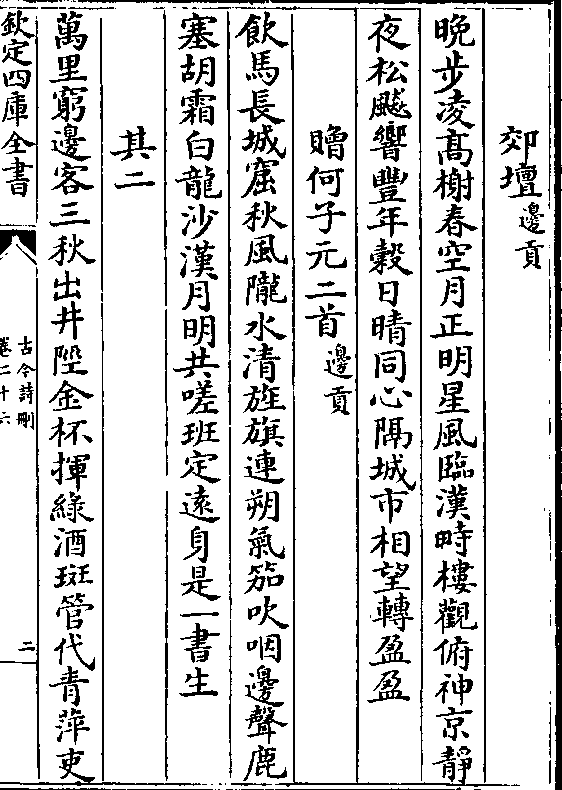 郊壇邊貢
晩步凌髙榭春空月正明星風臨漢畤樓觀俯神京靜
夜松飇響豐年榖日晴同心隔城市相望轉盈盈
贈何子元二首邊貢
飲馬長城窟秋風隴水清旌旗連朔氣笳吹咽邊聲鹿
塞胡霜白龍沙漢月明共嗟班定遠身是一書生
其二
萬里窮邊客三秋出井陘金杯揮綠酒斑管代青萍吏
欽定四庫全書
古今詩刪
卷二十六
二